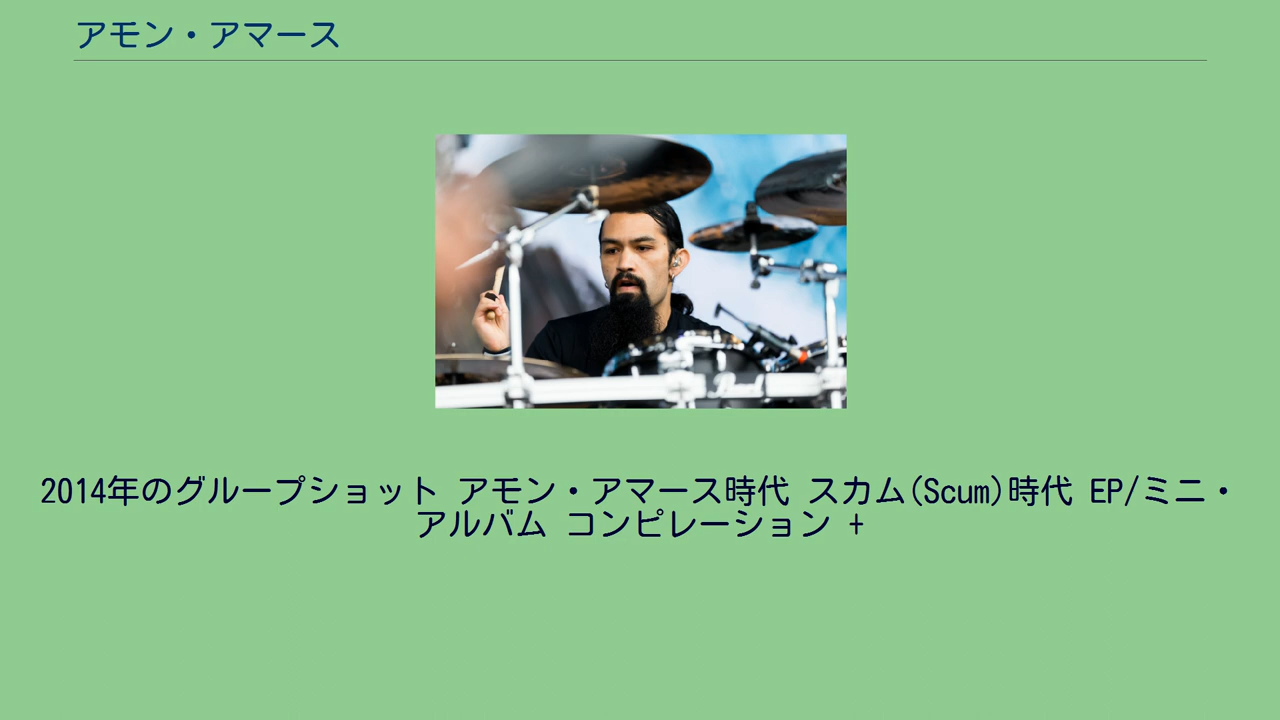 アモン・アマース
2014年のグループショット アモン・アマース時代 スカム(Scum)時代 EP/ミニ・
アルバム コンピレーション +